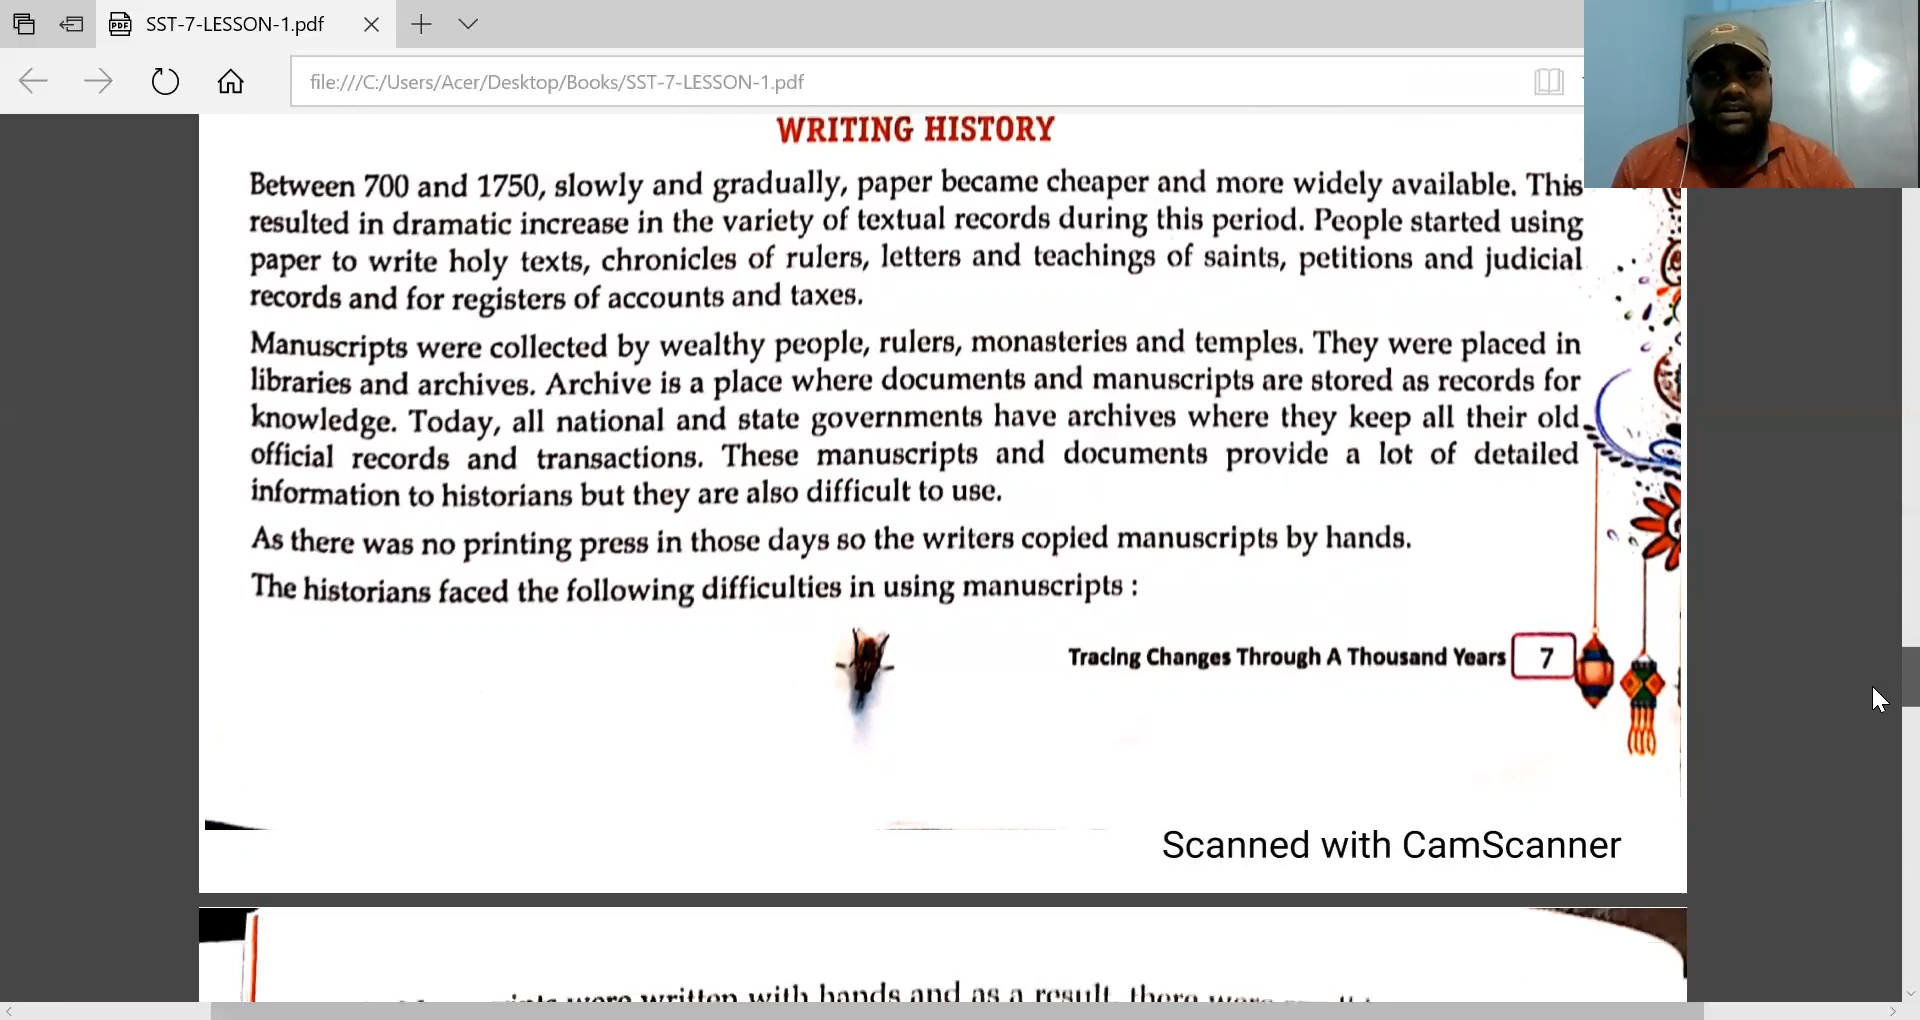 SST-7-LESSON-1.pdf
file:///C:/Users/Acer/Desktop/Books/SST-7-LESSON-1.pdf
WRITING HISTORY
Between 700 and 1750, slowly and gradually, paper became cheaper and more widely available. This
resulted in dramatic increase in the variety of textual records during this period. People started using
paper to write holy texts, chronicles of rulers, letters and teachings of saints, petitions and judicial
records and for registers of accounts and taxes.
Manuscripts were collected by wealthy people, rulers, monasteries and temples. They were placed in
libraries and archives. Archive is a place where documents and manuscripts are stored as records for
knowledge. Today, all national and state governments have archives where they keep all their old
official records and transactions. These manuscripts and documents provide a lot of detailed
information to historians but they are also difficult to use.
As there was no printing press in those days so the writers copied manuscripts by hands.
The historians faced the following difficulties in using manuscripts :
Tracing Changes Through A Thousand Years 7
Scanned with CamScanner
were written with hands and as a result, there were